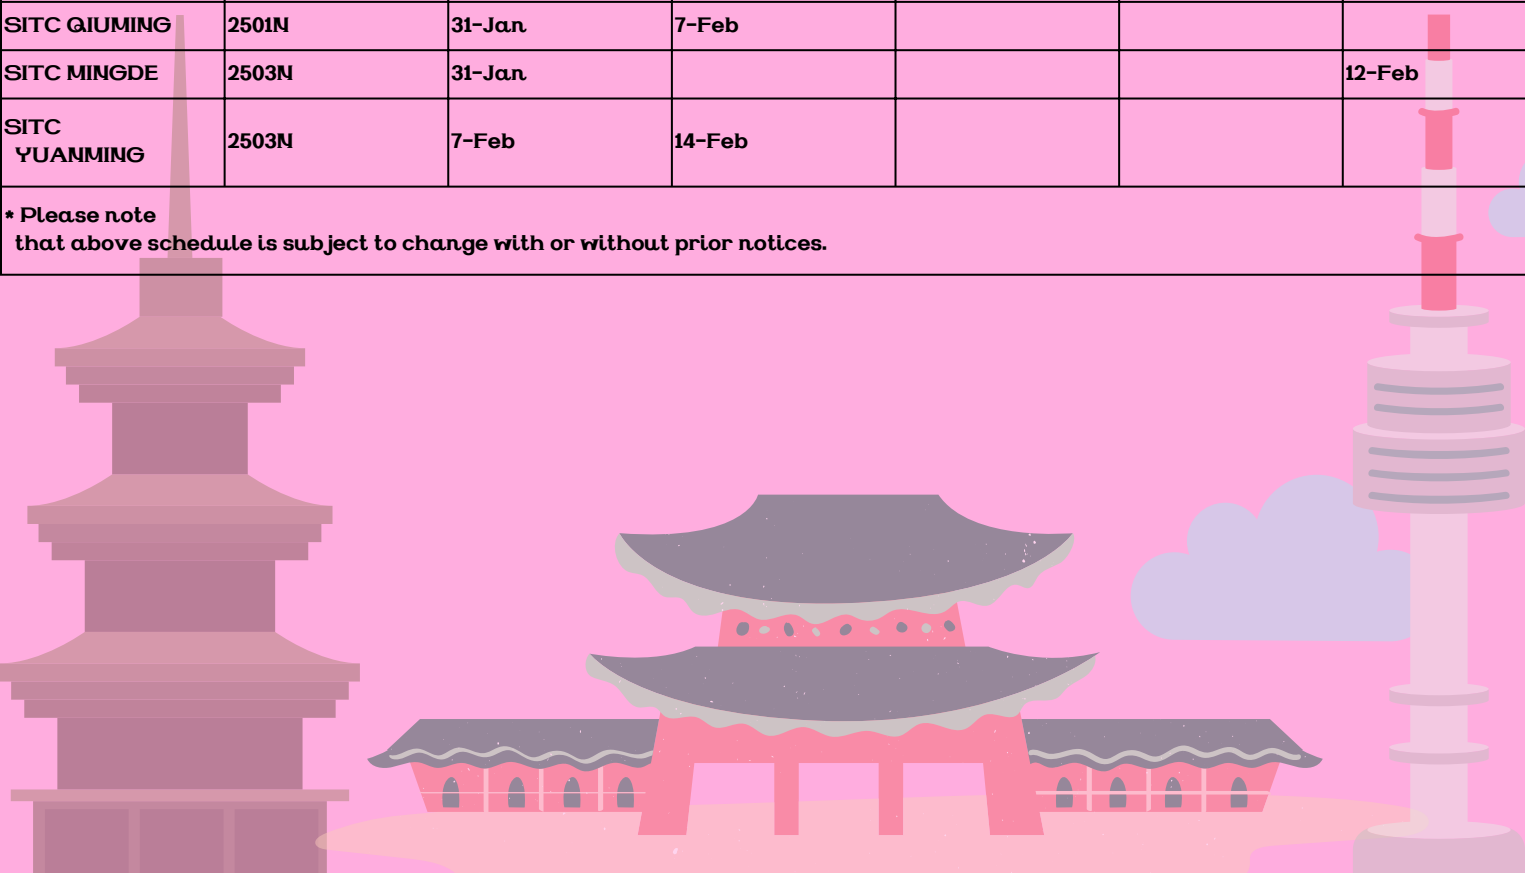 SITC QIUMING 2501N 31-Jan 7-Feb
SITC MINGDE 2503N 31-Jan 12-Feb
SITC
YUANMING 2503N 7-Feb 14-Feb
* Please note
that above schedule is subject to change with or without prior notices.